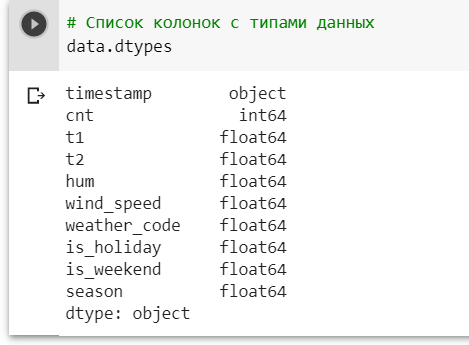 # Список колонок с типами данных
data.dtypes
timestamp object
cnt int64
t1 float64
t2 float64
hum float64
wind_speed float64
weather_code float64
is_holiday float64
is_weekend float64
season float64
dtype: object